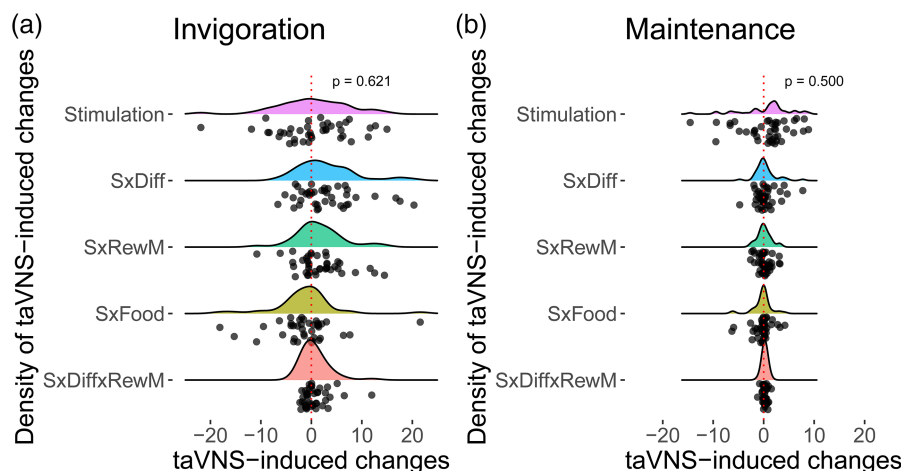 (a)
Invigoration
Density of taVNS−induced changes
p = 0.621
Stimulation
SxDiff
SxRewM
SxFood
SxDiffxRewM
−20 −10 0 10 20
taVNS−induced changes
(b)
Maintenance
Density of taVNS−induced changes
p = 0.500
Stimulation
SxDiff
SxRewM
SxFood
SxDiffxRewM
−20 −10 0 10 20
taVNS−induced changes